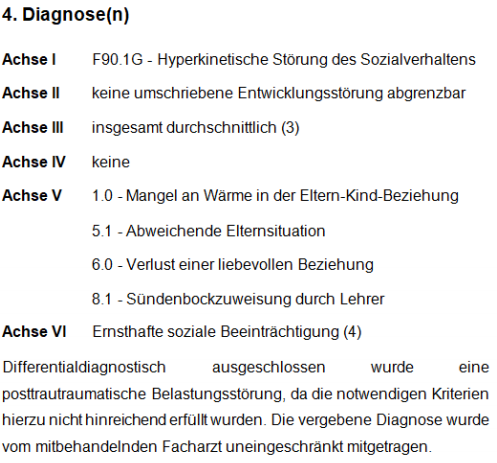 4. Diagnose(n)
Achse I F90.1G - Hyperkinetische Störung des Sozialverhaltens
Achse II keine umschriebene Entwicklungsstörung abgrenzbar
Achse III insgesamt durchschnittlich (3)
Achse IV keine
Achse V 1.0 - Mangel an Wärme in der Eltern-Kind-Beziehung
5.1 - Abweichende Elternsituation
6.0 - Verlust einer liebevollen Beziehung
8.1 - Sündenbockzuweisung durch Lehrer
Achse VI Ernsthafte soziale Beeinträchtigung (4)
Differentialdiagnostisch ausgeschlossen wurde eine
posttrautraumatische Belastungsstörung, da die notwendigen Kriterien
hierzu nicht hinreichend erfüllt wurden. Die vergebene Diagnose wurde
vom mitbehandelnden Facharzt uneingeschränkt mitgetragen.